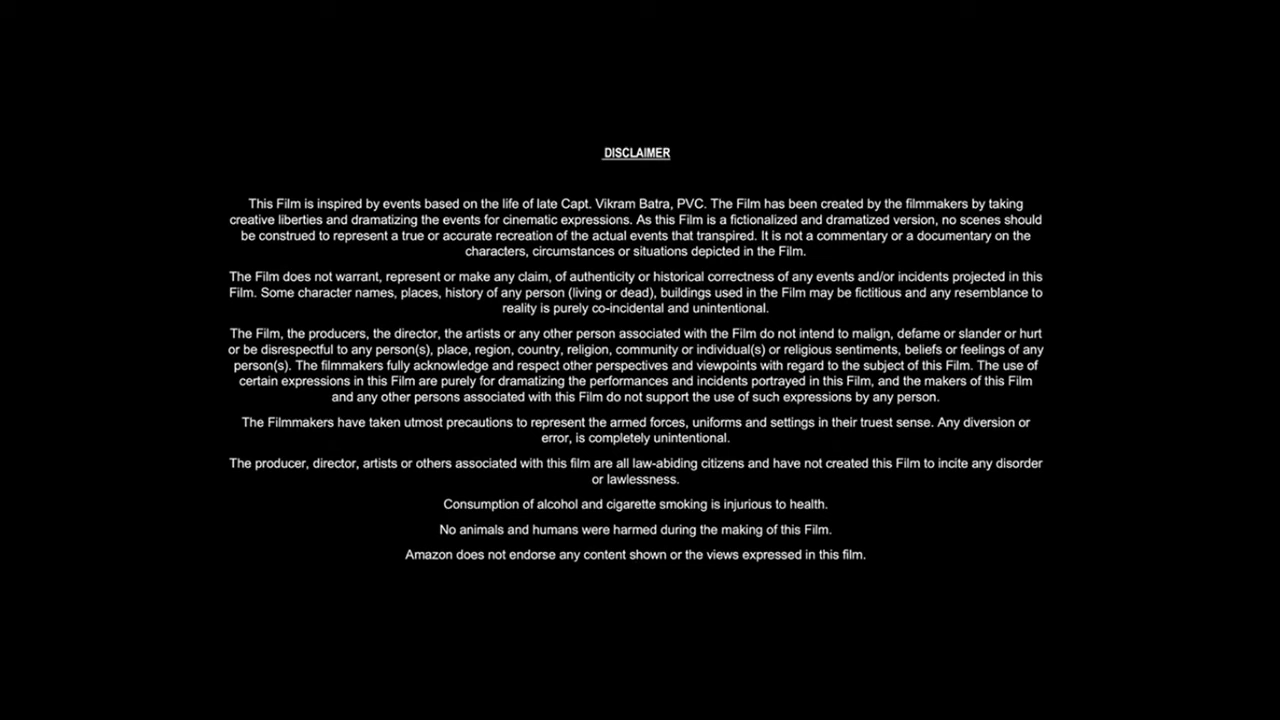 DISCLAIMER
This Film is inspired by events based on the life of late Capt. Vikram Batra, PVC. The Film has been created by the filmmakers by taking
creative liberties and dramatizing the events for cinematic expressions. As this Film is a fictionalized and dramatized version, no scenes should
be construed to represent a true or accurate recreation of the actual events that transpired. It is not a commentary or a documentary on the
characters, circumstances or situations depicted in the Film.
The Film does not warrant, represent or make any claim, of authenticity or historical correctness of any events and/or incidents projected in this
Film. Some character names, places, history of any person (living or dead), buildings used in the Film may be fictitious and any resemblance to
reality is purely co-incidental and unintentional.
The Film, the producers, the director, the artists or any other person associated with the Film do not intend to malign, defame or slander or hurt
or be disrespectful to any person(s), place, region, country, religion, community or individual(s) or religious sentiments, beliefs or feelings of any
person(s). The filmmakers fully acknowledge and respect other perspectives and viewpoints with regard to the subject of this Film. The use of
certain expressions in this Film are purely for dramatizing the performances and incidents portrayed in this Film, and the makers of this Film
and any other persons associated with this Film do not support the use of such expressions by any person.
The Filmmakers have taken utmost precautions to represent the armed forces, uniforms and settings in their truest sense. Any diversion or
error, is completely unintentional.
The producer, director, artists or others associated with this film are all law-abiding citizens and have not created this Film to incite any disorder
or lawlessness.
Consumption of alcohol and cigarette smoking is injurious to health.
No animals and humans were harmed during the making of this Film.
Amazon does not endorse any content shown or the views expressed in this film.